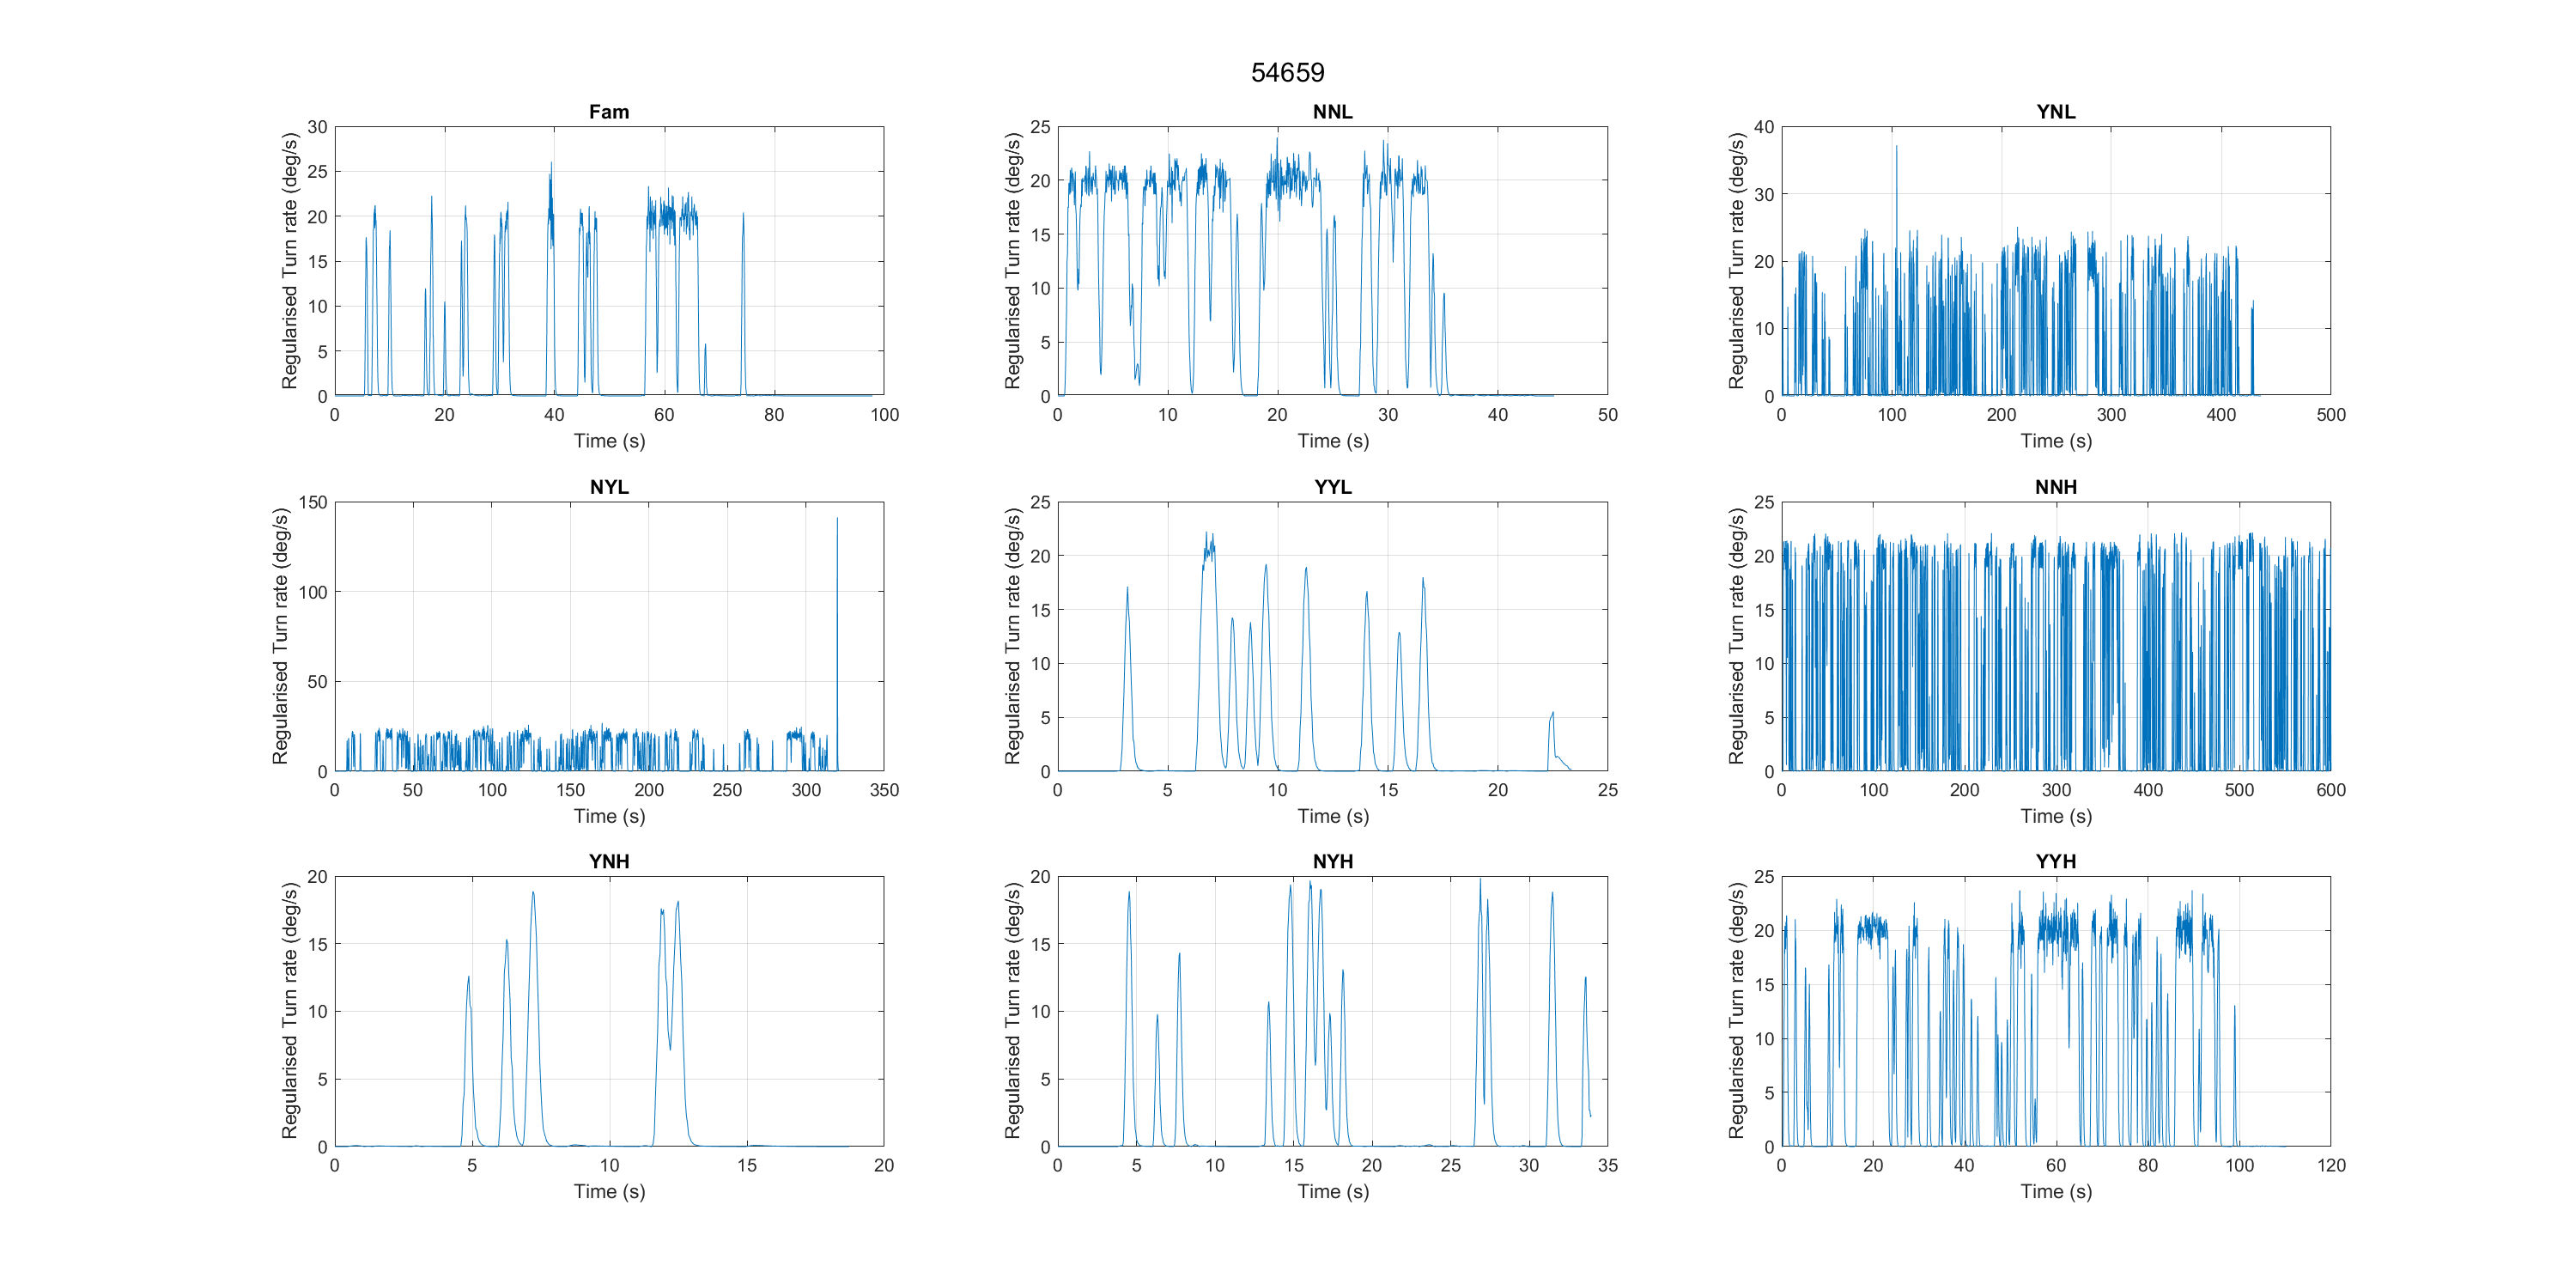 54659
Fam
Regularised Turn rate (deg/s)
30
25
20
15
10
5
0
0 20 40 60 80 100
Time (s)
NNL
Regularised Turn rate (deg/s)
25
20
15
10
5
0
0 10 20 30 40 50
Time (s)
YNL
Regularised Turn rate (deg/s)
40
30
20
10
0
0 100 200 300 400 500
Time (s)
NYL
Regularised Turn rate (deg/s)
150
100
50
0
0 50 100 150 200 250 300 350
Time (s)
YYL
Regularised Turn rate (deg/s)
25
20
15
10
5
0
0 5 10 15 20 25
Time (s)
NNH
Regularised Turn rate (deg/s)
25
20
15
10
5
0
0 100 200 300 400 500 600
Time (s)
YNH
Regularised Turn rate (deg/s)
20
15
10
5
0
0 5 10 15 20
Time (s)
NYH
Regularised Turn rate (deg/s)
20
15
10
5
0
0 5 10 15 20 25 30 35
Time (s)
YYH
Regularised Turn rate (deg/s)
25
20
15
10
5
0
0 20 40 60 80 100 120
Time (s)